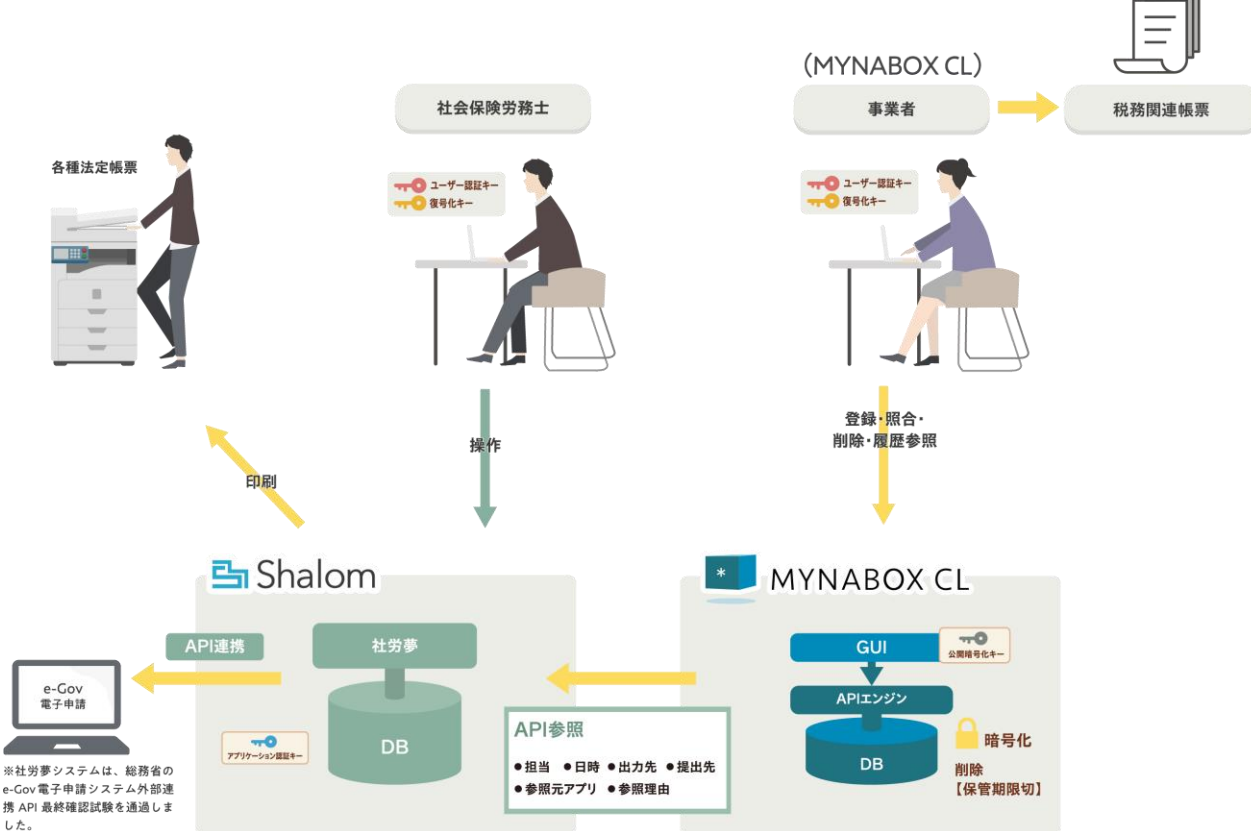 (MYNABOX CL)
社会保険労務士
事業者
税務関連帳票
各種法定帳票
ユーザー認証キー
復号化キー
ユーザー認証キー
復号化キー
操作
登録・照合・
削除・履歴参照
印刷
Shalom
* MYNABOX CL
API連携
社労夢
DB
アプリケーション認証キー
e-Gov
電子申請
※社労夢システムは、総務省の
e-Gov電子申請システム外部連
携 API 最終確認試験を通過しま
した。
API参照
●担当 ●日時 ●出力先 ●提出先
●参照元アプリ ●参照理由
GUI
公開暗号化キー
APIエンジン
DB
暗号化
削除
【保管期限切】